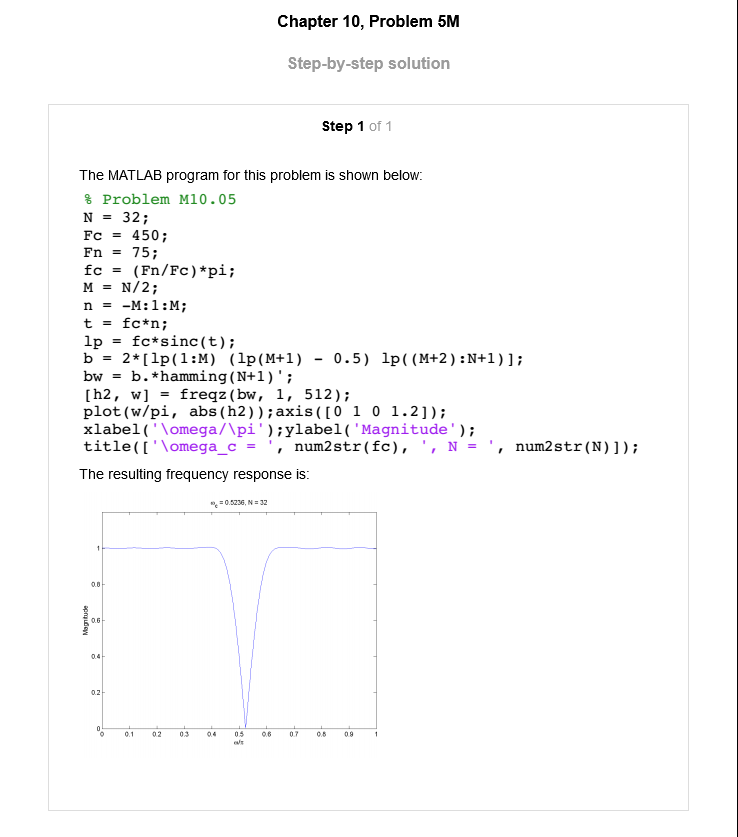 Chapter 10, Problem 5M
Step-by-step solution
Step 1 of 1
The MATLAB program for this problem is shown below:
% Problem M10.05
N = 32;
Fc = 450;
Fn = 75;
fc = (Fn/Fc)*pi;
M = N/2;
n = -M:1:M;
t = fc*n;
lp = fc*sinc(t);
b = 2*[lp(1:M) (lp(M+1) - 0.5) lp((M+2):N+1)];
bw = b.*hamming(N+1)';
[h2, w] = freqz(bw, 1, 512);
plot(w/pi, abs(h2));axis([0 1 0 1.2]);
xlabel('\omega/\pi');ylabel('Magnitude');
title(['\omega_c = ', num2str(fc), ', N = ', num2str(N)]);
The resulting frequency response is:
ω_c = 0.5236, N = 32
1
0.8
0.6
0.4
0.2
0
Magnitude
0 0.1 0.2 0.3 0.4 0.5 0.6 0.7 0.8 0.9 1
ω/π